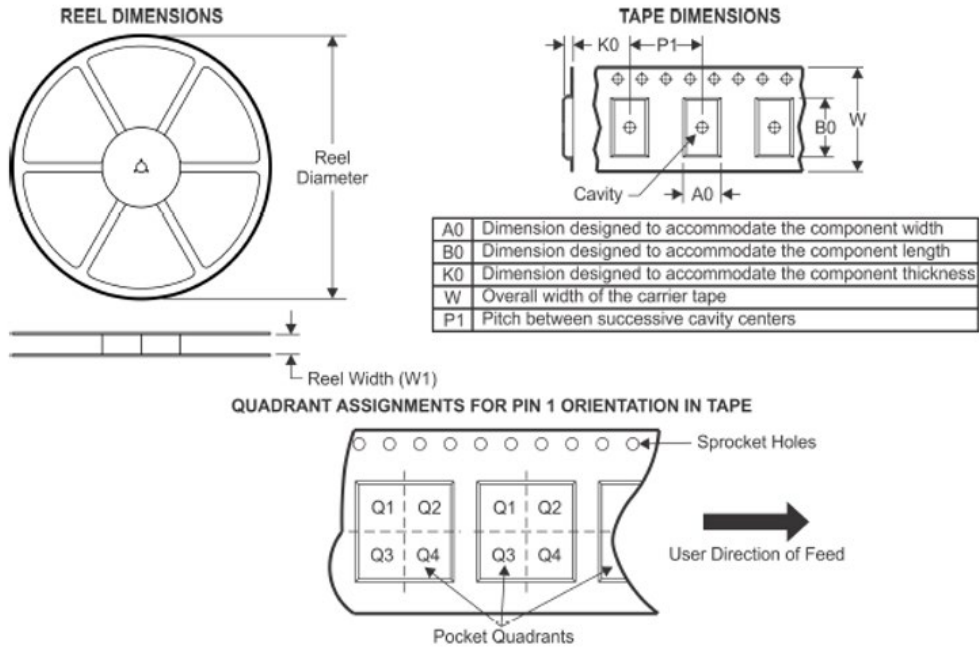 REEL DIMENSIONS
Reel
Diameter
Reel Width (W1)
TAPE DIMENSIONS
K0
P1
B0
W
Cavity
A0
A0 Dimension designed to accommodate the component width
B0 Dimension designed to accommodate the component length
K0 Dimension designed to accommodate the component thickness
W Overall width of the carrier tape
P1 Pitch between successive cavity centers
QUADRANT ASSIGNMENTS FOR PIN 1 ORIENTATION IN TAPE
Sprocket Holes
Q1 Q2 Q1 Q2
Q3 Q4 Q3 Q4
User Direction of Feed
Pocket Quadrants